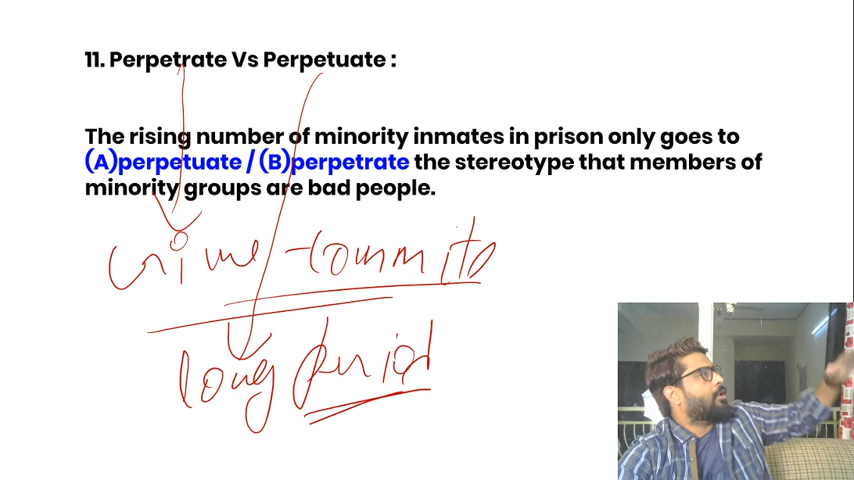 11. Perpetrate Vs Perpetuate :
The rising number of minority inmates in prison only goes to
(A)perpetuate / (B)perpetrate the stereotype that members of
minority groups are bad people.
crime - commit
long period